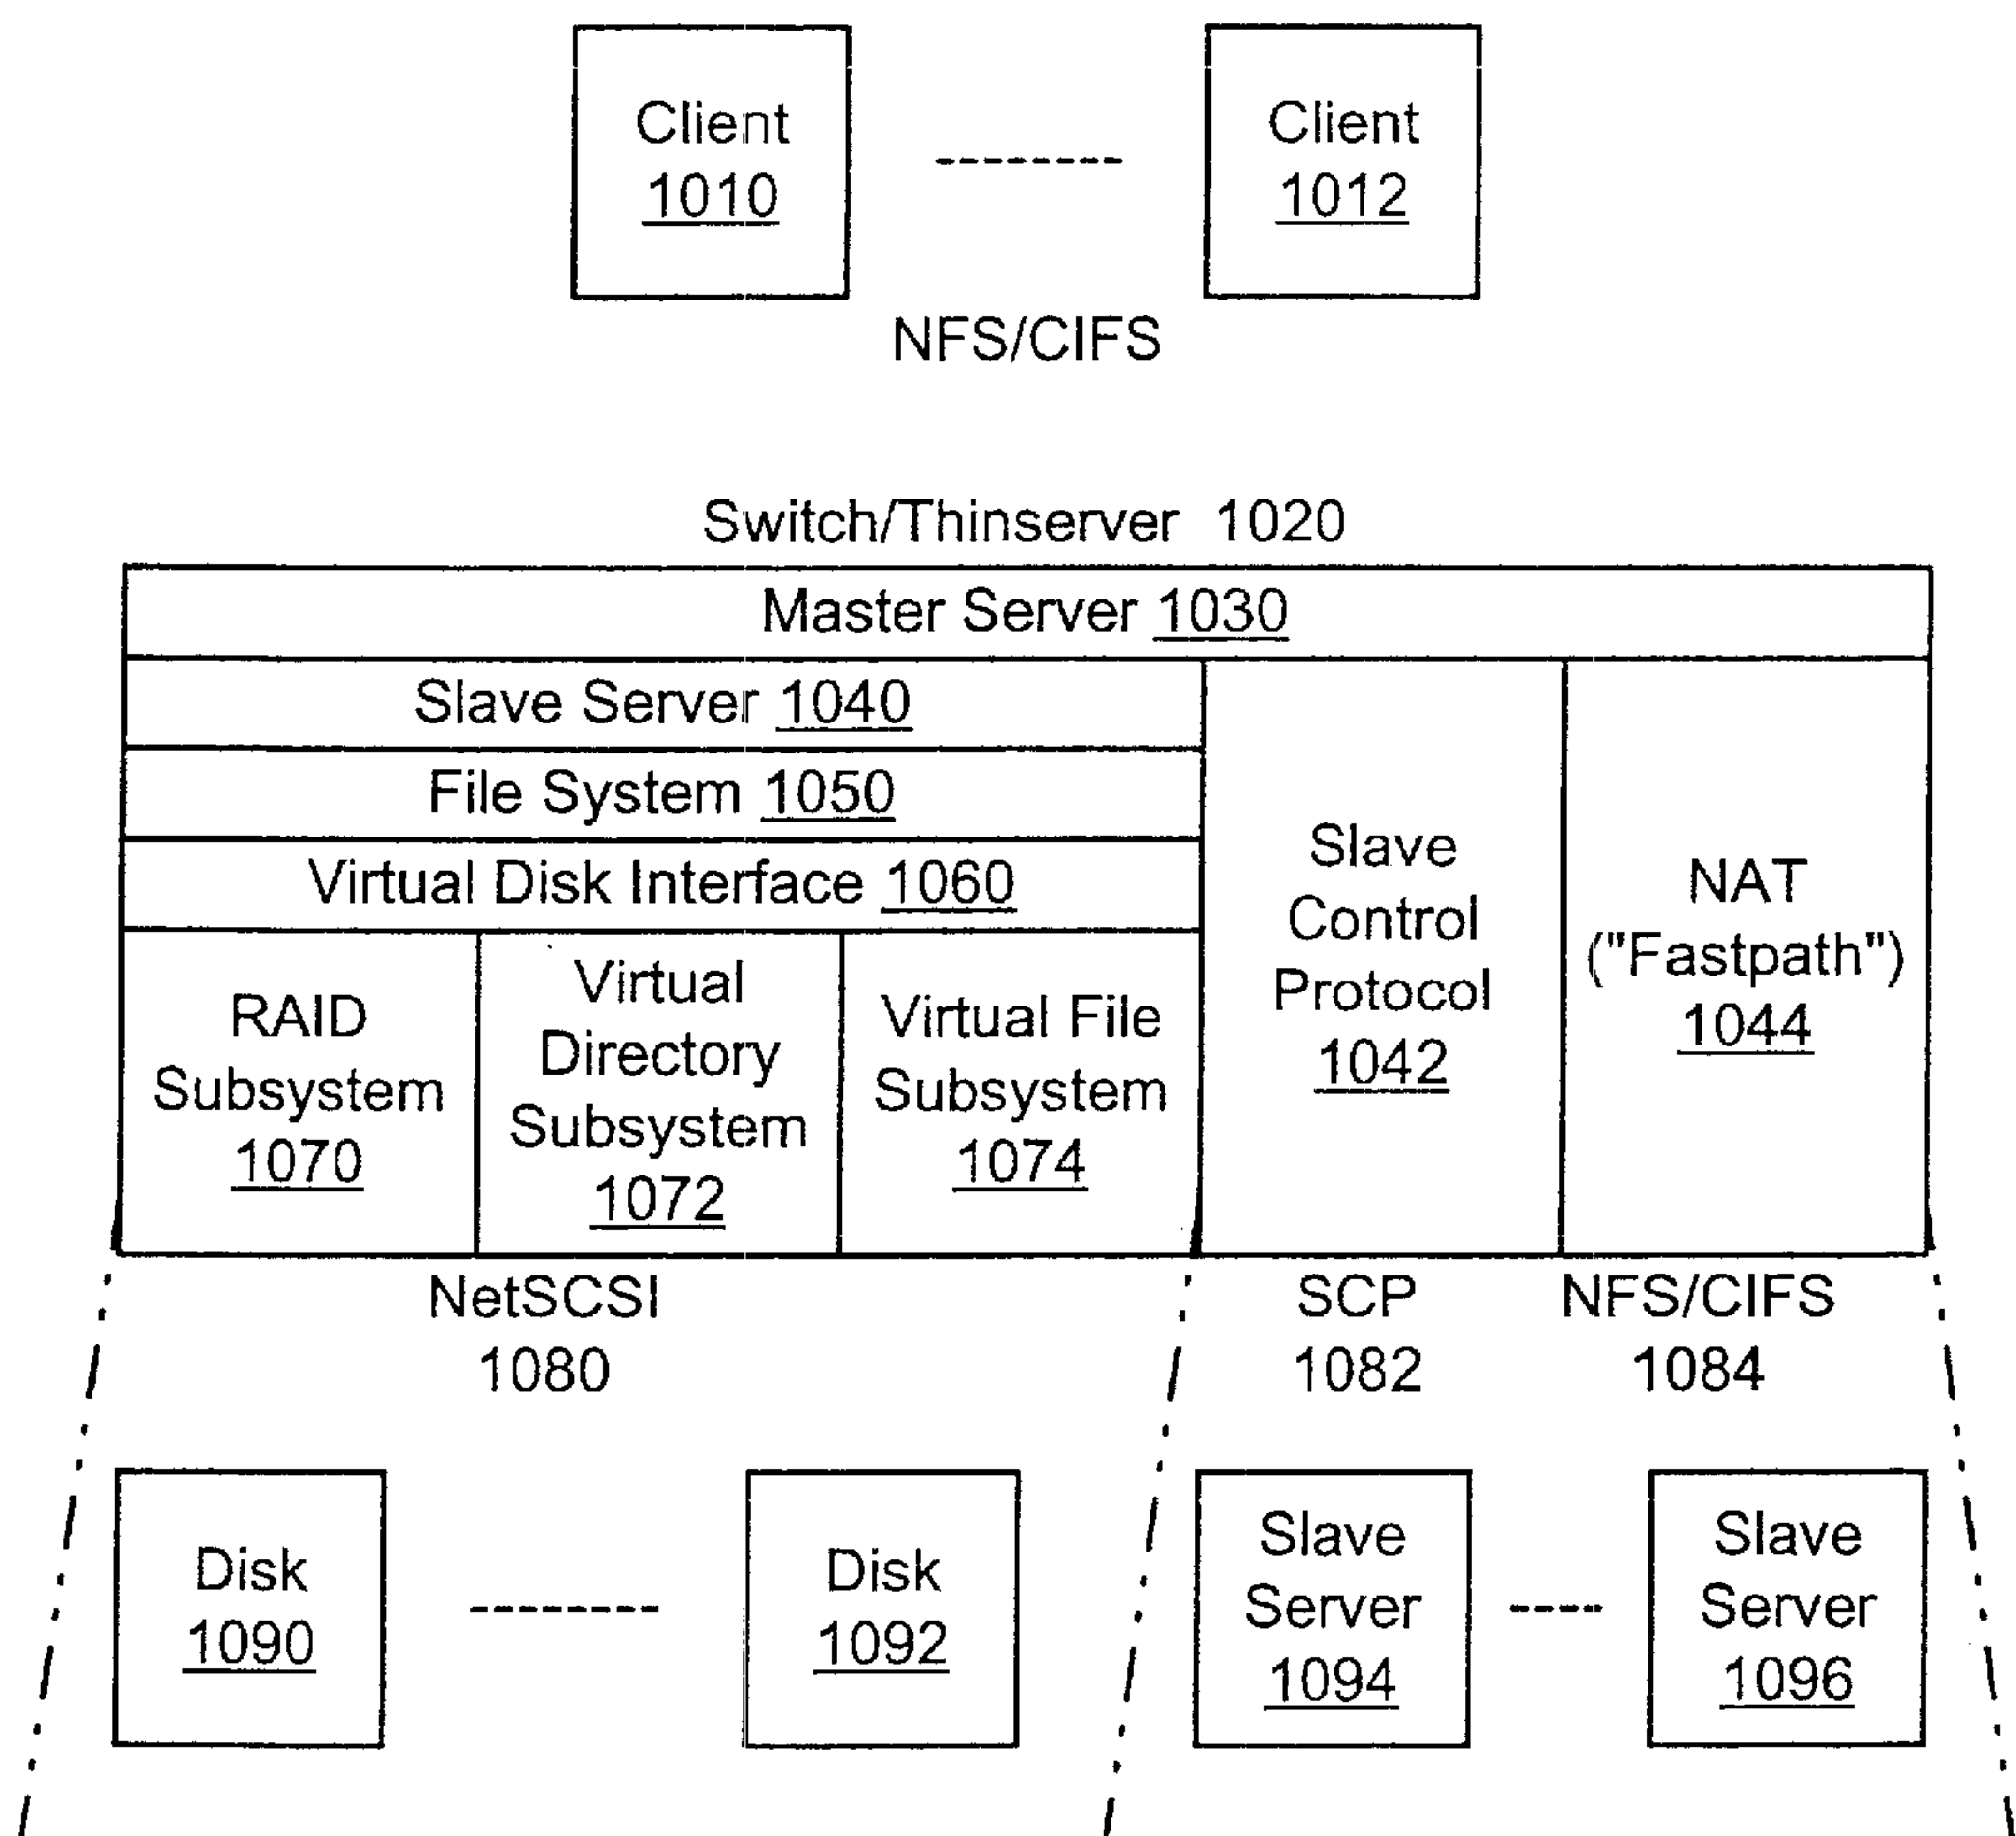 Client
1010
Client
1012
NFS/CIFS
Switch/Thinserver 1020
Master Server 1030
Slave Server 1040
File System 1050
Virtual Disk Interface 1060
RAID
Subsystem
1070
Virtual
Directory
Subsystem
1072
Virtual File
Subsystem
1074
Slave
Control
Protocol
1042
NAT
("Fastpath")
1044
NetSCSI
1080
SCP
1082
NFS/CIFS
1084
Disk
1090
Disk
1092
Slave
Server
1094
Slave
Server
1096